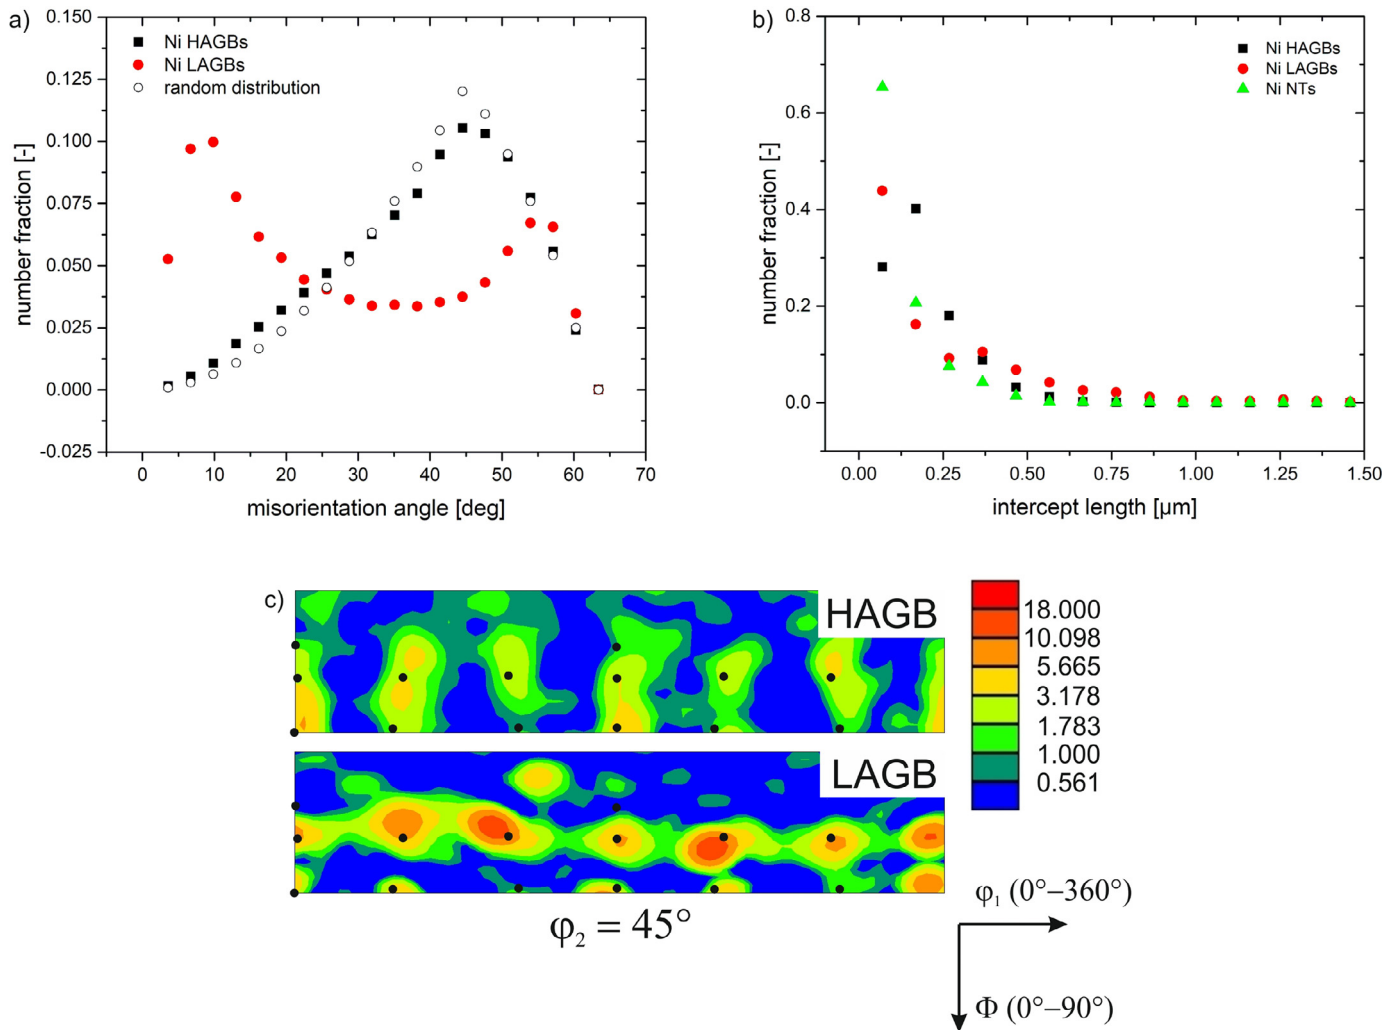 a)
0.150
0.125
0.100
0.075
0.050
0.025
0.000
-0.025
number fraction [-]
Ni HAGBs
Ni LAGBs
random distribution
0 10 20 30 40 50 60 70
misorientation angle [deg]
b)
0.8
0.6
0.4
0.2
0.0
number fraction [-]
Ni HAGBs
Ni LAGBs
Ni NTs
0.00 0.25 0.50 0.75 1.00 1.25 1.50
intercept length [µm]
c)
HAGB
LAGB
18.000
10.098
5.665
3.178
1.783
1.000
0.561
φ₂ = 45°
φ₁ (0°–360°)
Φ (0°–90°)